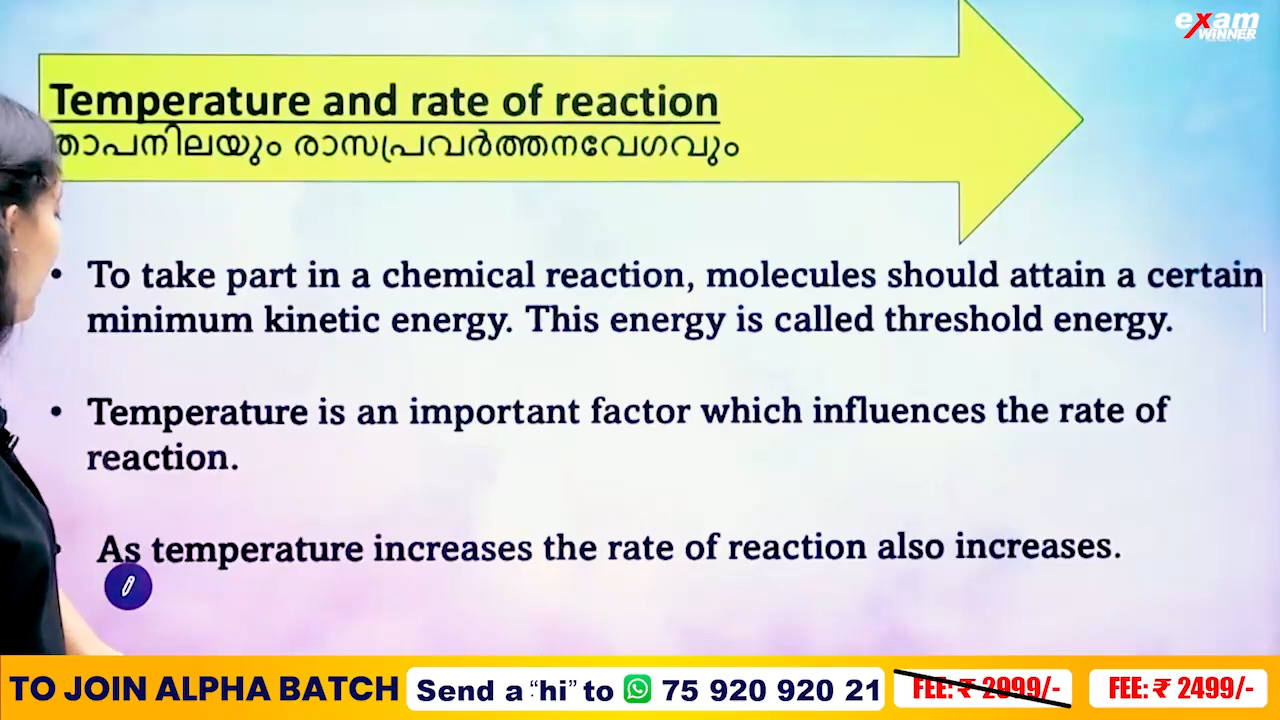 exam
WINNER
Temperature and rate of reaction
താപനിലയും രാസപ്രവർത്തനവേഗവും
• To take part in a chemical reaction, molecules should attain a certain
minimum kinetic energy. This energy is called threshold energy.
• Temperature is an important factor which influences the rate of
reaction.
• As temperature increases the rate of reaction also increases.
TO JOIN ALPHA BATCH Send a “hi” to 75 920 920 21 FEE: ₹ 2999/- FEE: ₹ 2499/-